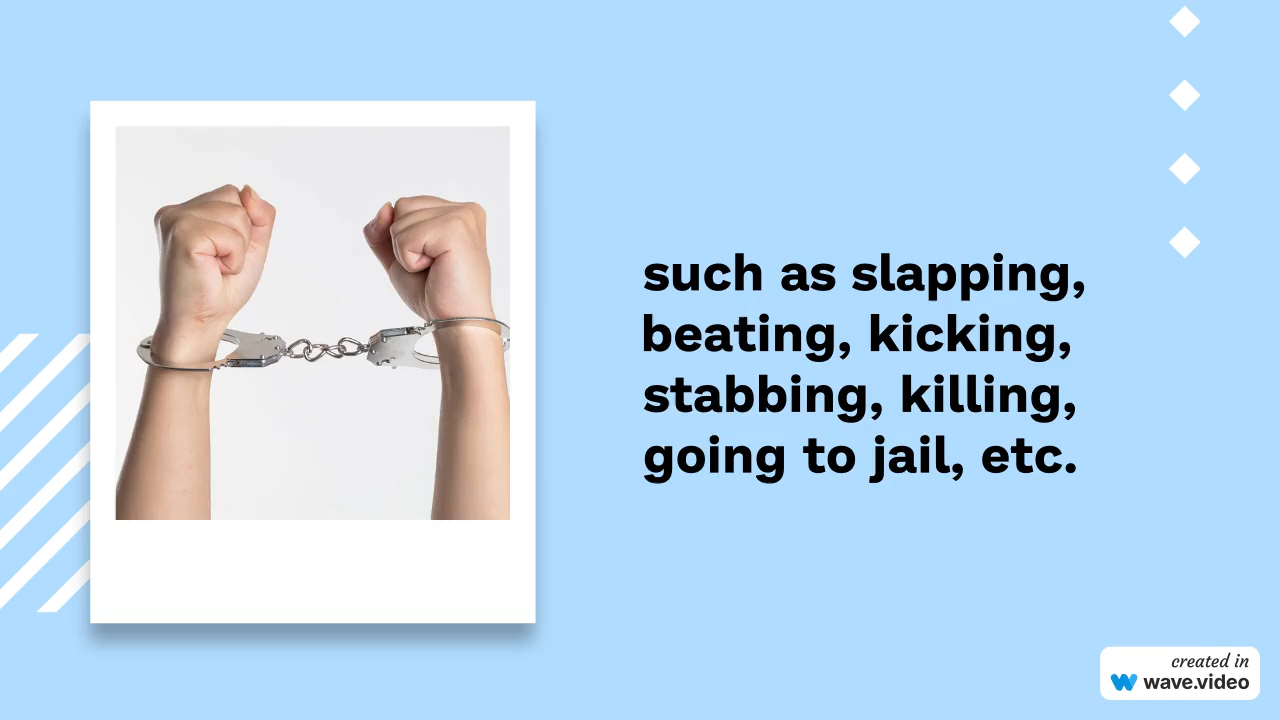 such as slapping,
beating, kicking,
stabbing, killing,
going to jail, etc.
created in
wave.video